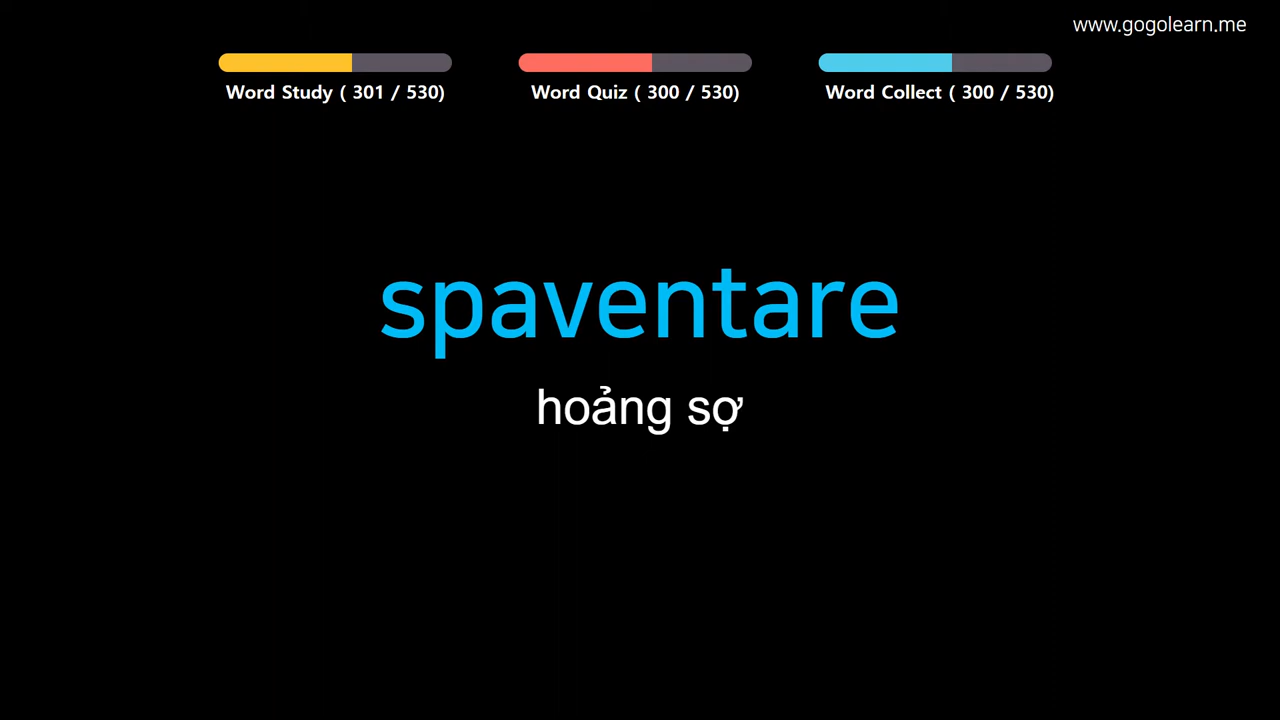 www.gogolearn.me
Word Study ( 301 / 530)
Word Quiz ( 300 / 530)
Word Collect ( 300 / 530)
spaventare
hoảng sợ